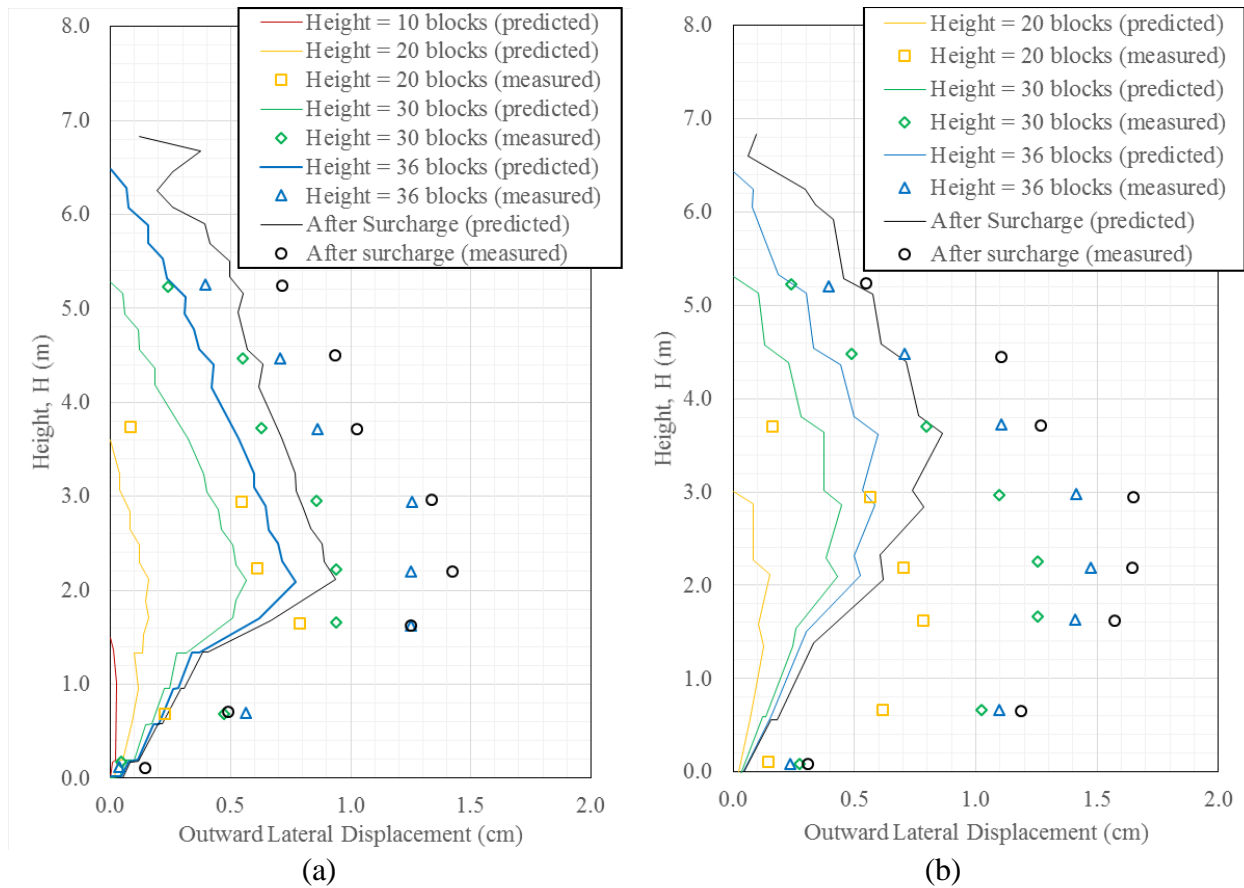 8.0
7.0
6.0
5.0
4.0
3.0
2.0
1.0
0.0
Height, H (m)
Height = 10 blocks (predicted)
Height = 20 blocks (predicted)
Height = 20 blocks (measured)
Height = 30 blocks (predicted)
Height = 30 blocks (measured)
Height = 36 blocks (predicted)
Height = 36 blocks (measured)
After Surcharge (predicted)
After surcharge (measured)
0.0 0.5 1.0 1.5 2.0
Outward Lateral Displacement (cm)
(a)
8.0
7.0
6.0
5.0
4.0
3.0
2.0
1.0
0.0
Height, H (m)
Height = 20 blocks (predicted)
Height = 20 blocks (measured)
Height = 30 blocks (predicted)
Height = 30 blocks (measured)
Height = 36 blocks (predicted)
Height = 36 blocks (measured)
After Surcharge (predicted)
After surcharge (measured)
0.0 0.5 1.0 1.5 2.0
Outward Lateral Displacement (cm)
(b)